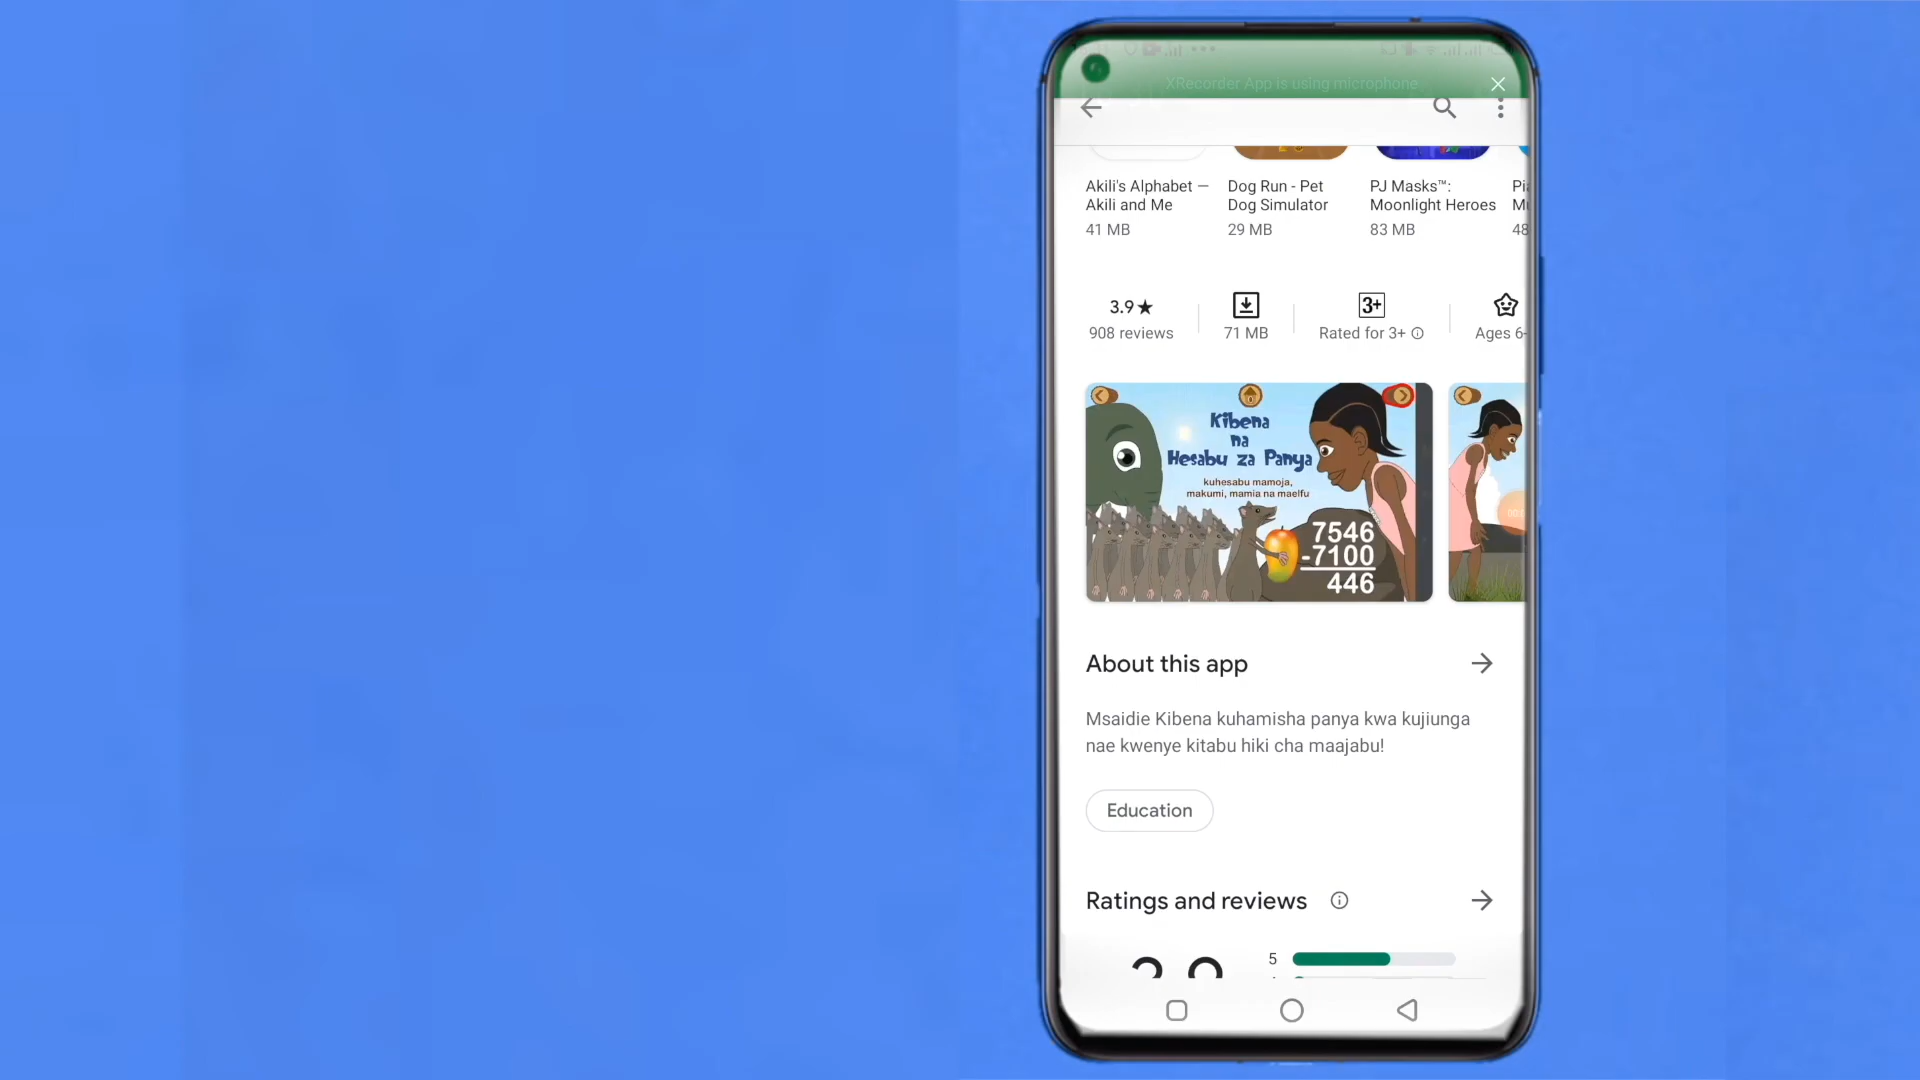 XRecorder App is using microphone
Akili's Alphabet — Dog Run - Pet PJ Masks™:
Akili and Me Dog Simulator Moonlight Heroes
41 MB 29 MB 83 MB 48
3.9★ 3+
908 reviews 71 MB Rated for 3+ Ages 6-
Kibena
na
Hesabu za Panya
kuhesabu mamoja,
makumi, mamia na maelfu
7546
-7100
446
About this app
Msaidie Kibena kuhamisha panya kwa kujiunga
nae kwenye kitabu hiki cha maajabu!
Education
Ratings and reviews
5